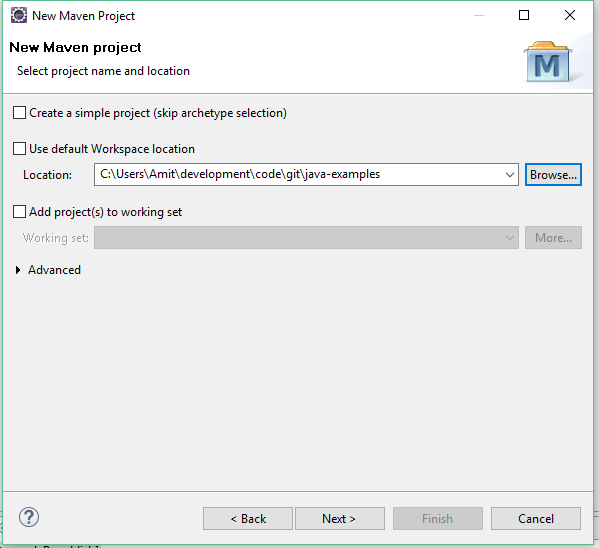 New Maven Project
New Maven project
Select project name and location
M
Create a simple project (skip archetype selection)
Use default Workspace location
Location: C:\Users\Amit\development\code\git\java-examples Browse...
Add project(s) to working set
Working set: More...
Advanced
? < Back Next > Finish Cancel